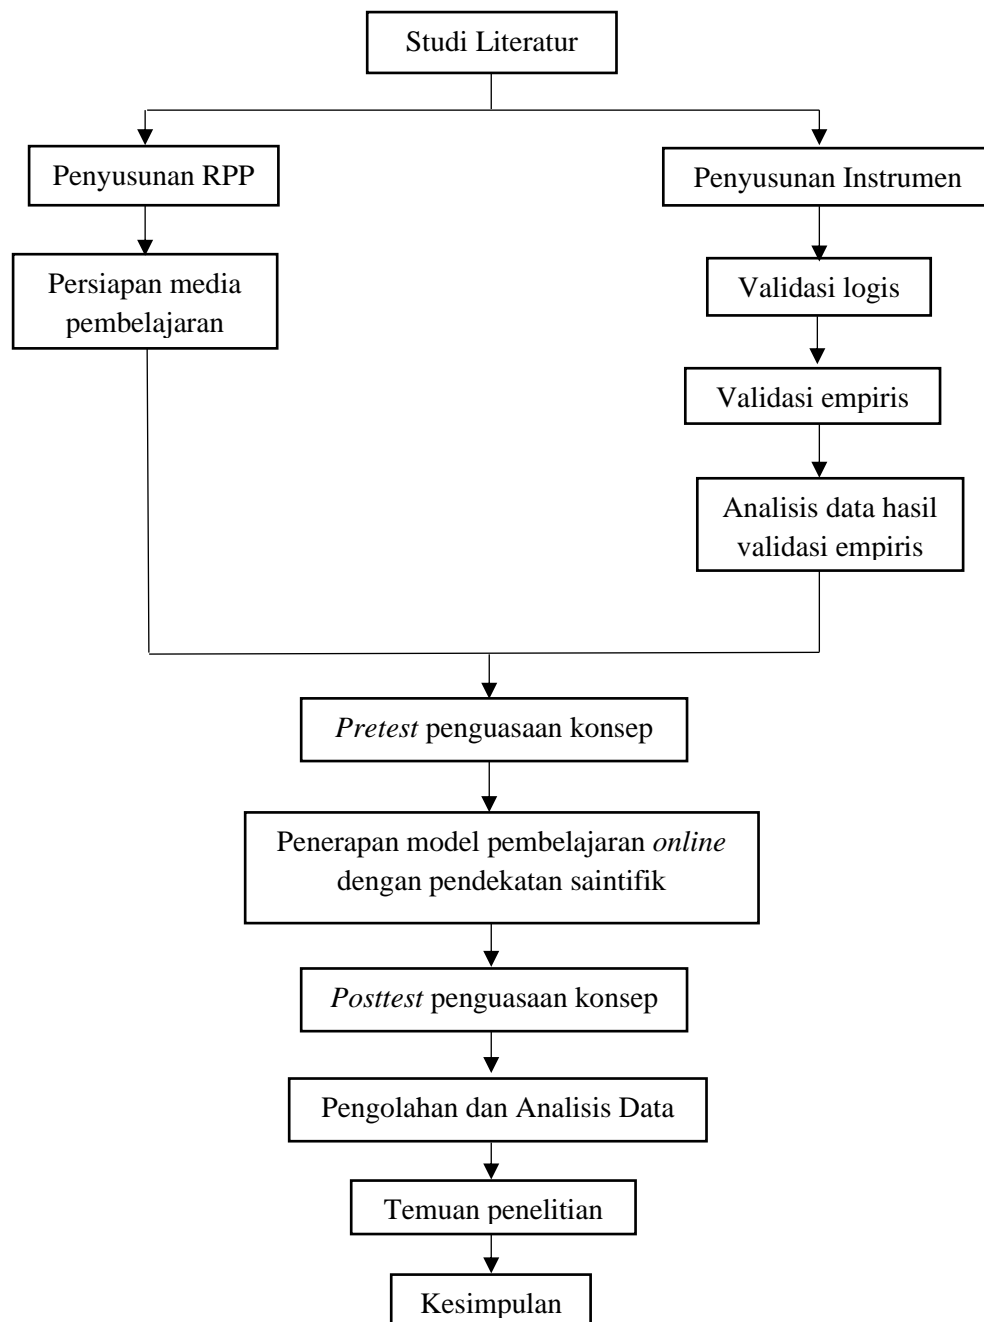 Studi Literatur
Penyusunan RPP
Penyusunan Instrumen
Persiapan media
pembelajaran
Validasi logis
Validasi empiris
Analisis data hasil
validasi empiris
Pretest penguasaan konsep
Penerapan model pembelajaran online
dengan pendekatan saintifik
Posttest penguasaan konsep
Pengolahan dan Analisis Data
Temuan penelitian
Kesimpulan